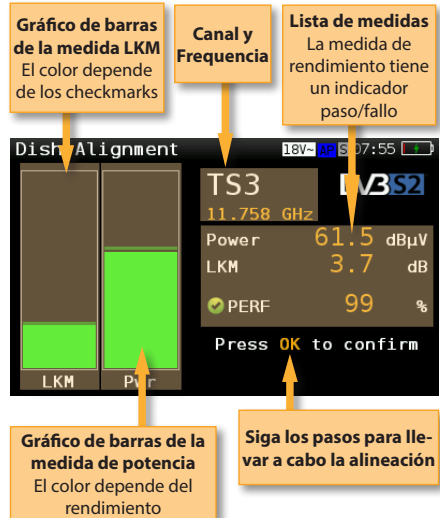 Gráfico de barras
de la medida LKM
El color depende
de los checkmarks
Canal y
Frequencia
Lista de medidas
La medida de
rendimiento tiene
un indicador
paso/fallo
Dish Alignment
18V~ AP S 07:55
TS3
11.758 GHz
DVB S2
Power 61.5 dBµV
LKM 3.7 dB
PERF 99 %
Press OK to confirm
LKM Pwr
Gráfico de barras de la
medida de potencia
El color depende del
rendimiento
Siga los pasos para lle-
var a cabo la alineación